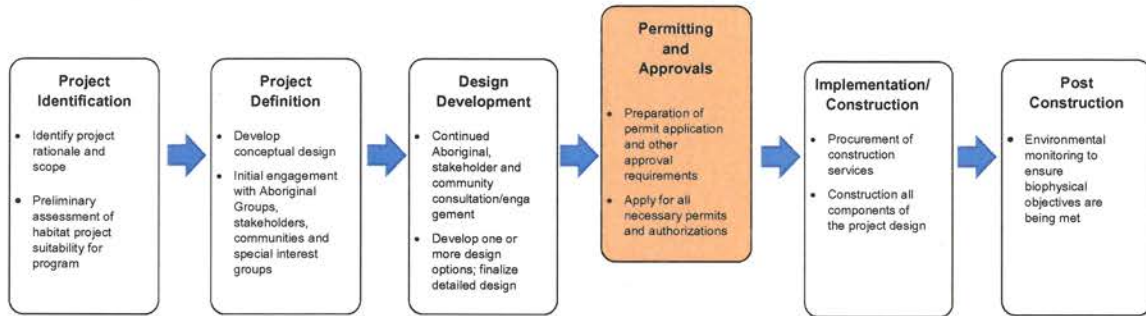 Project
Identification
• Identify project
rationale and
scope
• Preliminary
assessment of
habitat project
suitability for
program
Project
Definition
• Develop
conceptual design
• Initial engagement
with Aboriginal
Groups,
stakeholders,
communities and
special interest
groups
Design
Development
• Continued
Aboriginal,
stakeholder and
community
consultation/enga
gement
• Develop one or
more design
options; finalize
detailed design
Permitting
and
Approvals
• Preparation of
permit application
and other
approval
requirements
• Apply for all
necessary permits
and authorizations
Implementation/
Construction
• Procurement of
construction
services
• Construction all
components of
the project design
Post
Construction
• Environmental
monitoring to
ensure
biophysical
objectives are
being met